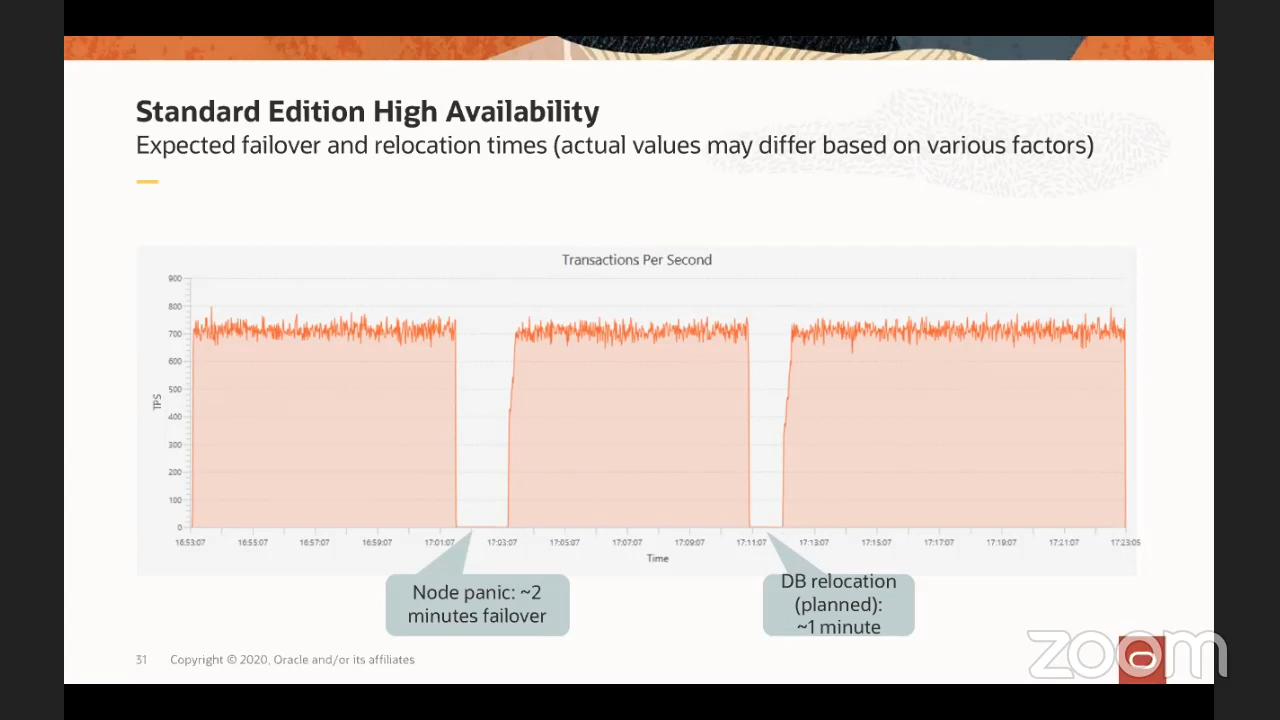 Standard Edition High Availability
Expected failover and relocation times (actual values may differ based on various factors)
Transactions Per Second
900
800
700
600
500
400
300
200
100
0
TPS
16:53:07 16:55:07 16:57:07 16:59:07 17:01:07 17:03:07 17:05:07 17:07:07 17:09:07 17:11:07 17:13:07 17:15:07 17:17:07 17:19:07 17:21:07 17:23:05
Time
Node panic: ~2
minutes failover
DB relocation
(planned):
~1 minute
31 Copyright © 2020, Oracle and/or its affiliates
zoom